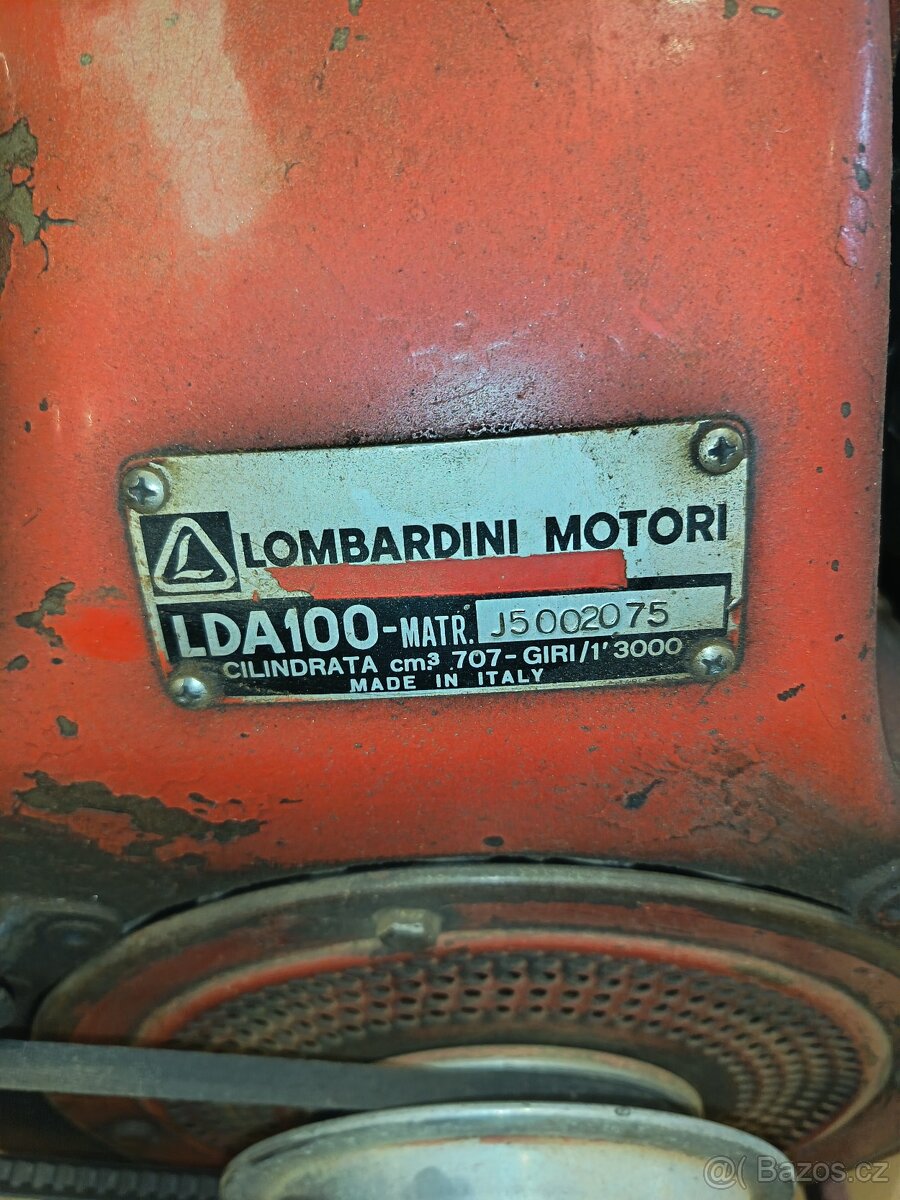 LOMBARDINI MOTORI
LDA100-MATR. J5002075
CILINDRATA cm³ 707-GIRI/1' 3000
MADE IN ITALY
@ Bazos.cz